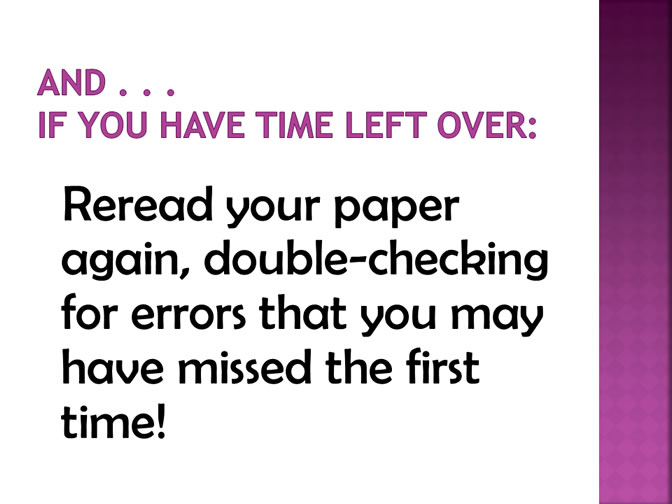 AND . . .
IF YOU HAVE TIME LEFT OVER:
Reread your paper
again, double-checking
for errors that you may
have missed the first
time!